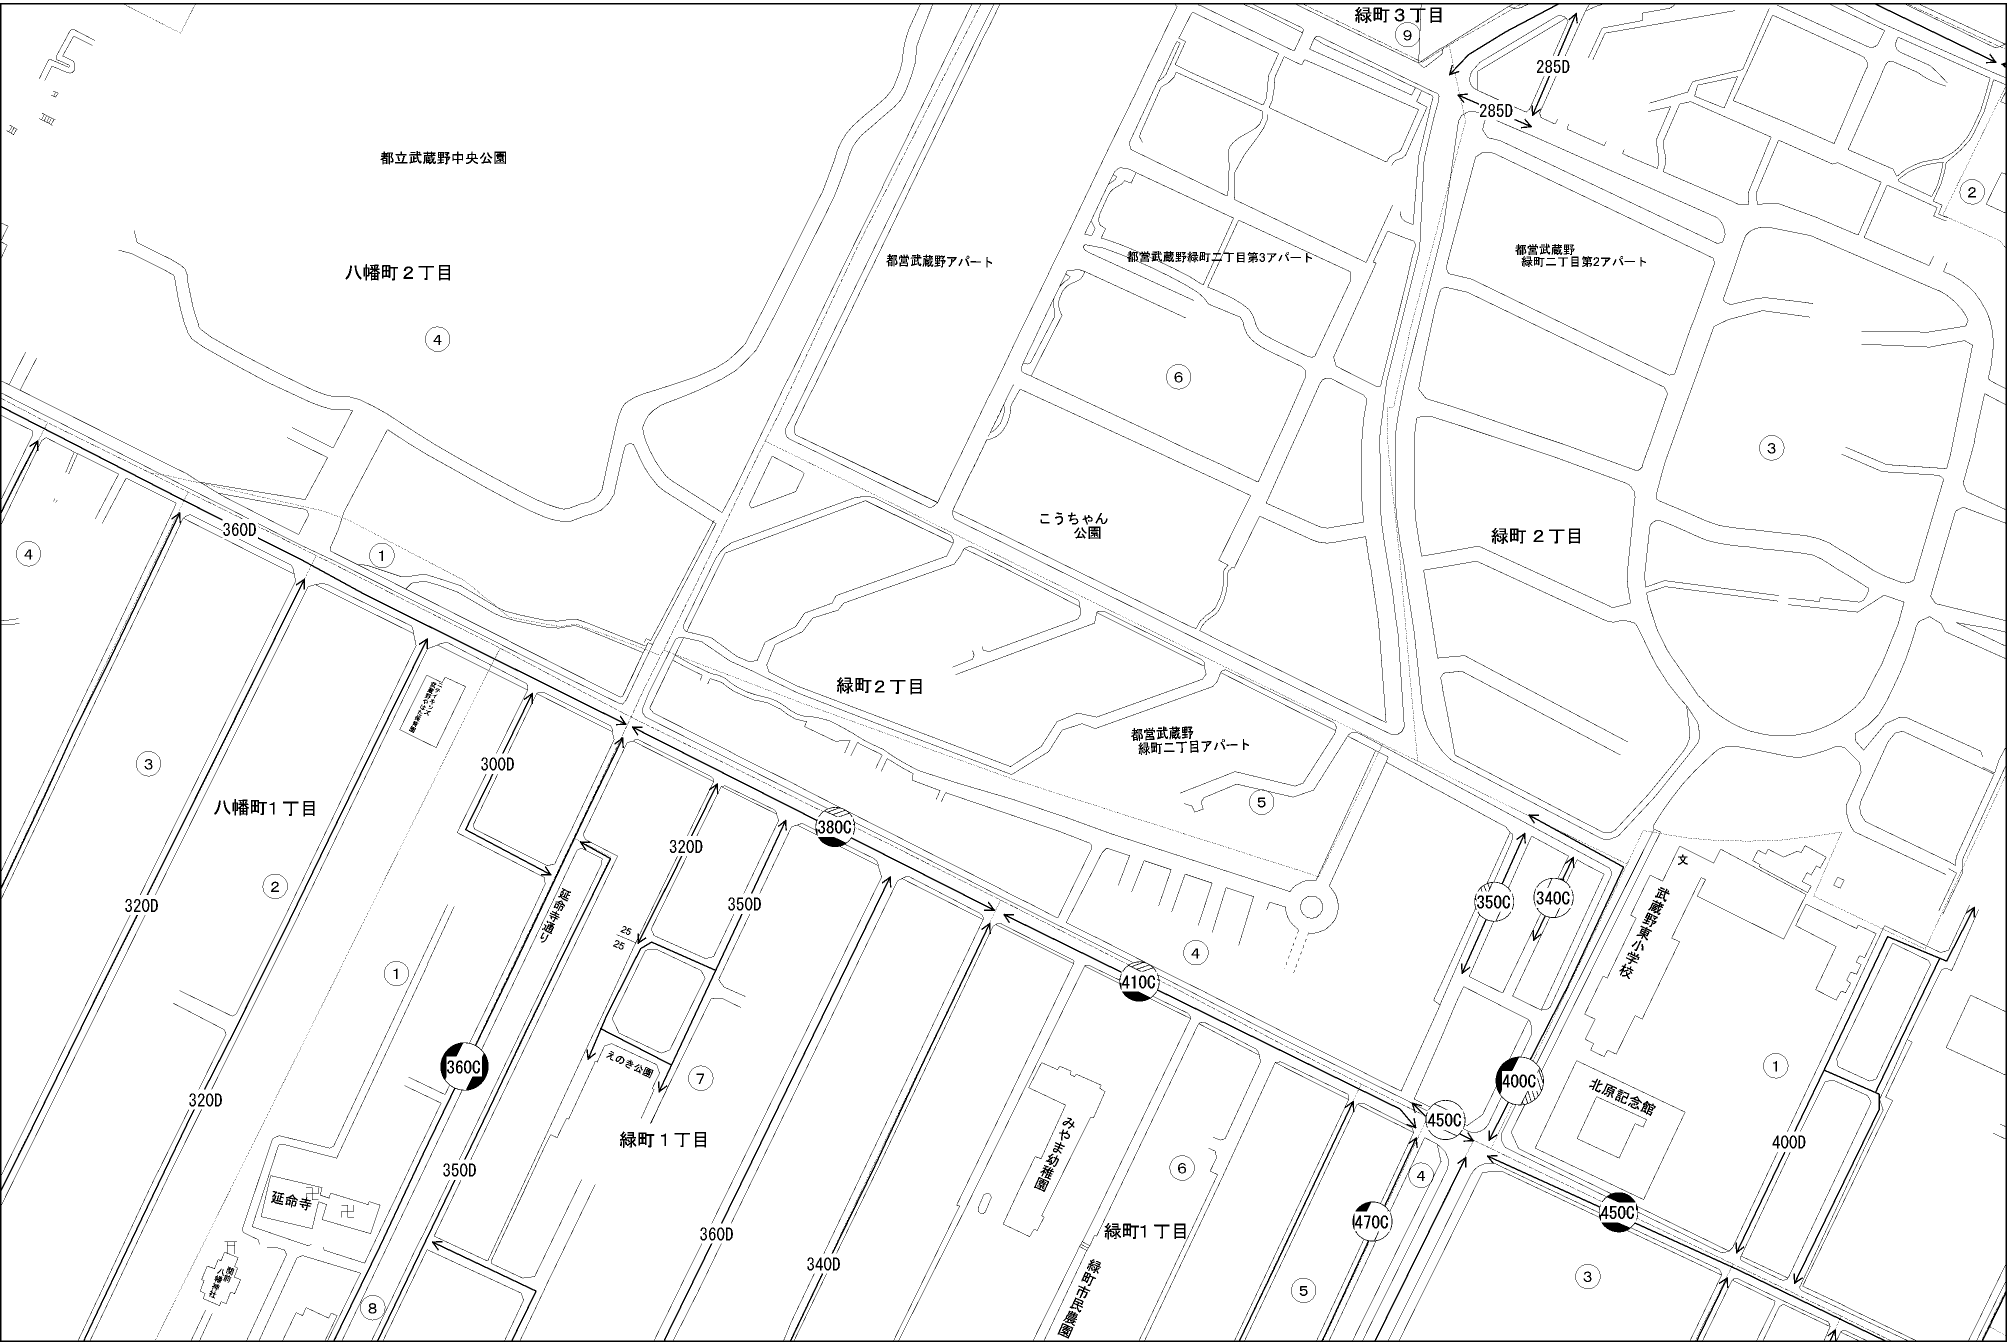 緑町3丁目
9
285D
285D
都立武蔵野中央公園
2
八幡町2丁目
都営武蔵野アパート
都営武蔵野緑町二丁目第3アパート
都営武蔵野
緑町二丁目第2アパート
4
6
3
360D
こうちゃん
公園
緑町2丁目
4
1
緑町2丁目
都営武蔵野
緑町二丁目アパート
3
300D
八幡町1丁目
5
380C
320D
文
2
320D
350D
350C
340C
延命寺通り
武蔵野東小学校
25
25
4
1
410C
360C
えのき公園
7
400C
1
北原記念館
320D
緑町1丁目
450C
400D
みやま幼稚園
350D
6
4
延命寺
卍
360D
緑町1丁目
470C
450C
340D
緑町市民農園
3
5
8